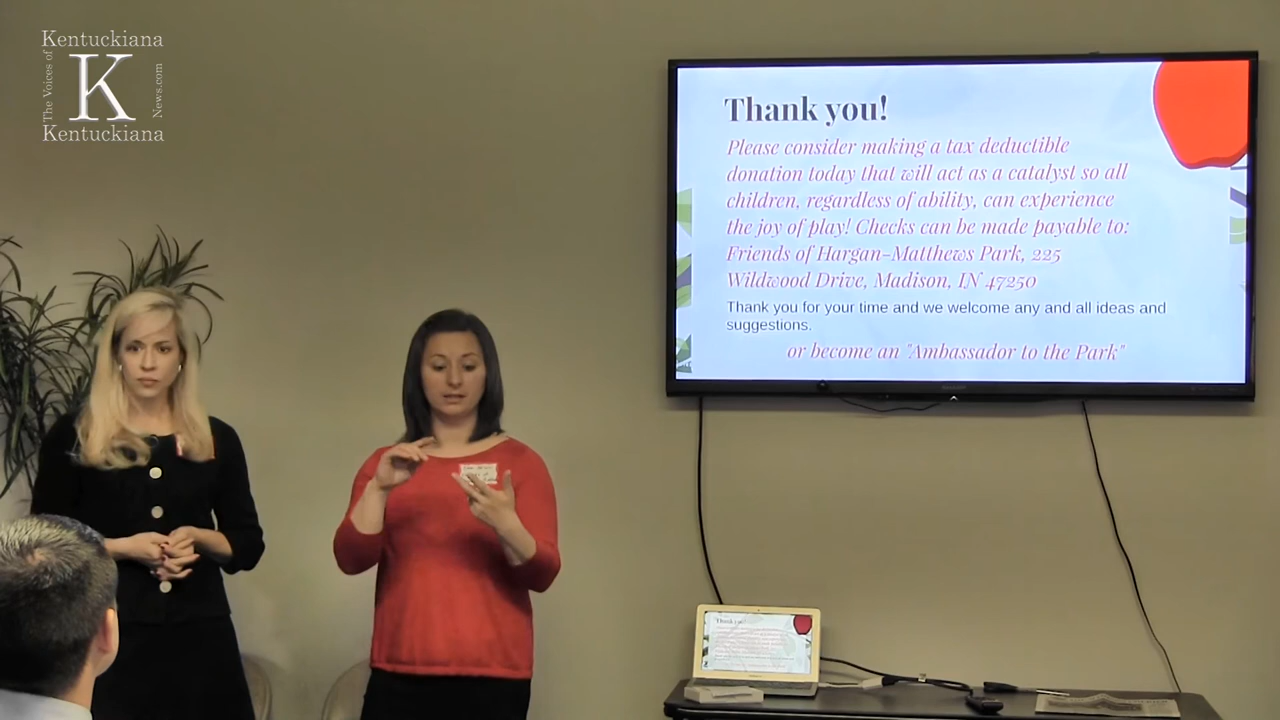 Kentuckiana
The Voices of
K
News.com
Kentuckiana
Thank you!
Please consider making a tax deductible
donation today that will act as a catalyst so all
children, regardless of ability, can experience
the joy of play! Checks can be made payable to:
Friends of Hargan-Matthews Park, 225
Wildwood Drive, Madison, IN 47250
Thank you for your time and we welcome any and all ideas and
suggestions.
or become an "Ambassador to the Park"
Thank you!